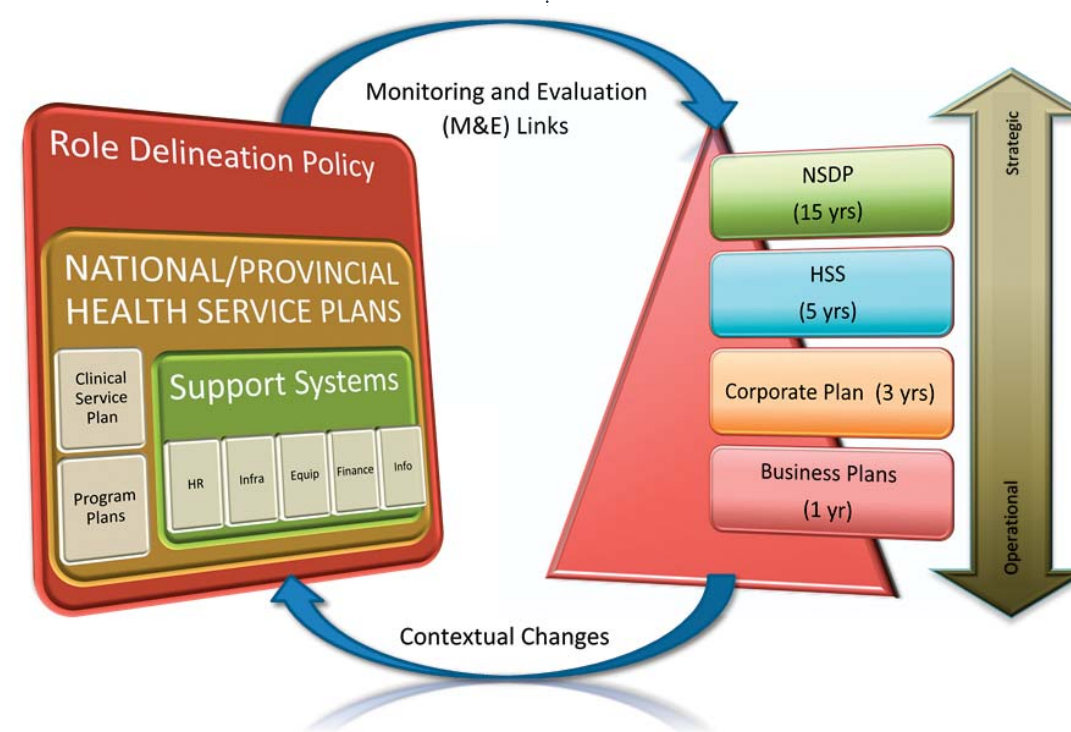 Monitoring and Evaluation
(M&E) Links
Role Delineation Policy
NATIONAL/PROVINCIAL
HEALTH SERVICE PLANS
Clinical
Service
Plan
Program
Plans
Support Systems
HR
Infra
Equip
Finance
Info
NSDP
(15 yrs)
HSS
(5 yrs)
Corporate Plan (3 yrs)
Business Plans
(1 yr)
Strategic
Operational
Contextual Changes